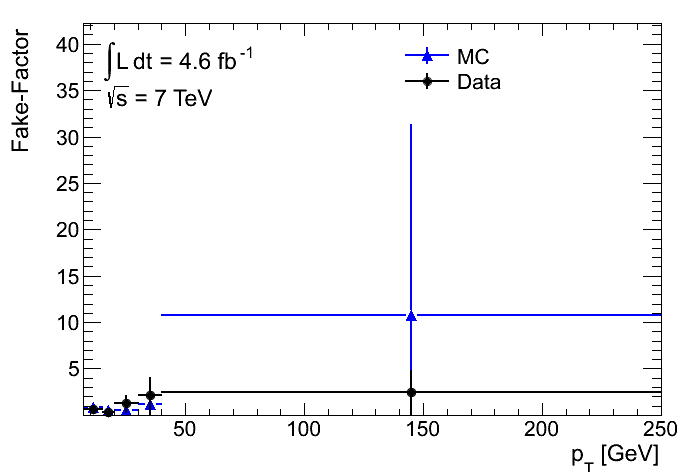 Fake-Factor
40
35
30
25
20
15
10
5
∫L dt = 4.6 fb⁻¹
√s = 7 TeV
MC
Data
50
100
150
200
250
p_T [GeV]